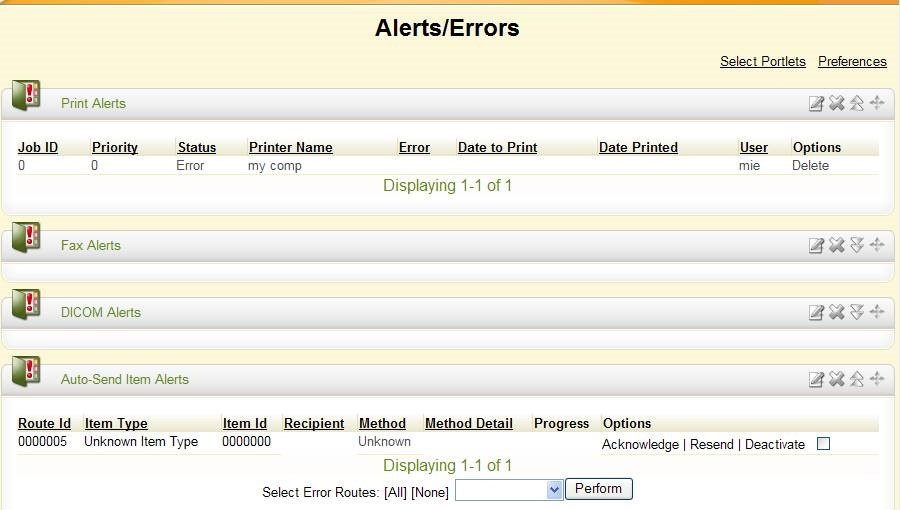 Alerts/Errors
Select Portlets Preferences
Print Alerts
Job ID Priority Status Printer Name Error Date to Print Date Printed User Options
0 0 Error my comp mie Delete
Displaying 1-1 of 1
Fax Alerts
DICOM Alerts
Auto-Send Item Alerts
Route Id Item Type Item Id Recipient Method Method Detail Progress Options
0000005 Unknown Item Type 0000000 Unknown Acknowledge | Resend | Deactivate
Displaying 1-1 of 1
Select Error Routes: [All] [None] Perform